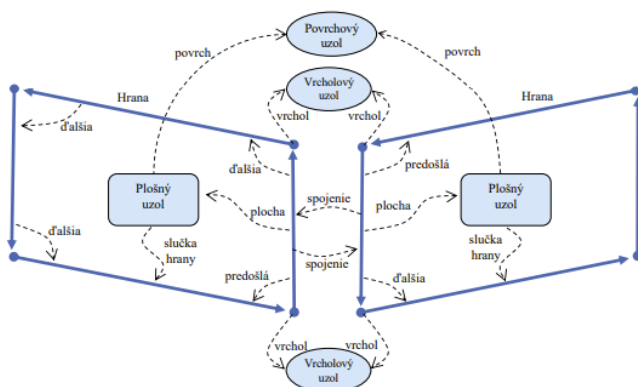 Povrchový
uzol
povrch
povrch
Vrcholový
uzol
Hrana
Hrana
vrchol
vrchol
ďalšia
ďalšia
predošlá
Plošný
uzol
plocha
spojenie
plocha
Plošný
uzol
ďalšia
slučka
hrany
spojenie
slučka
hrany
predošlá
ďalšia
vrchol
vrchol
Vrcholový
uzol